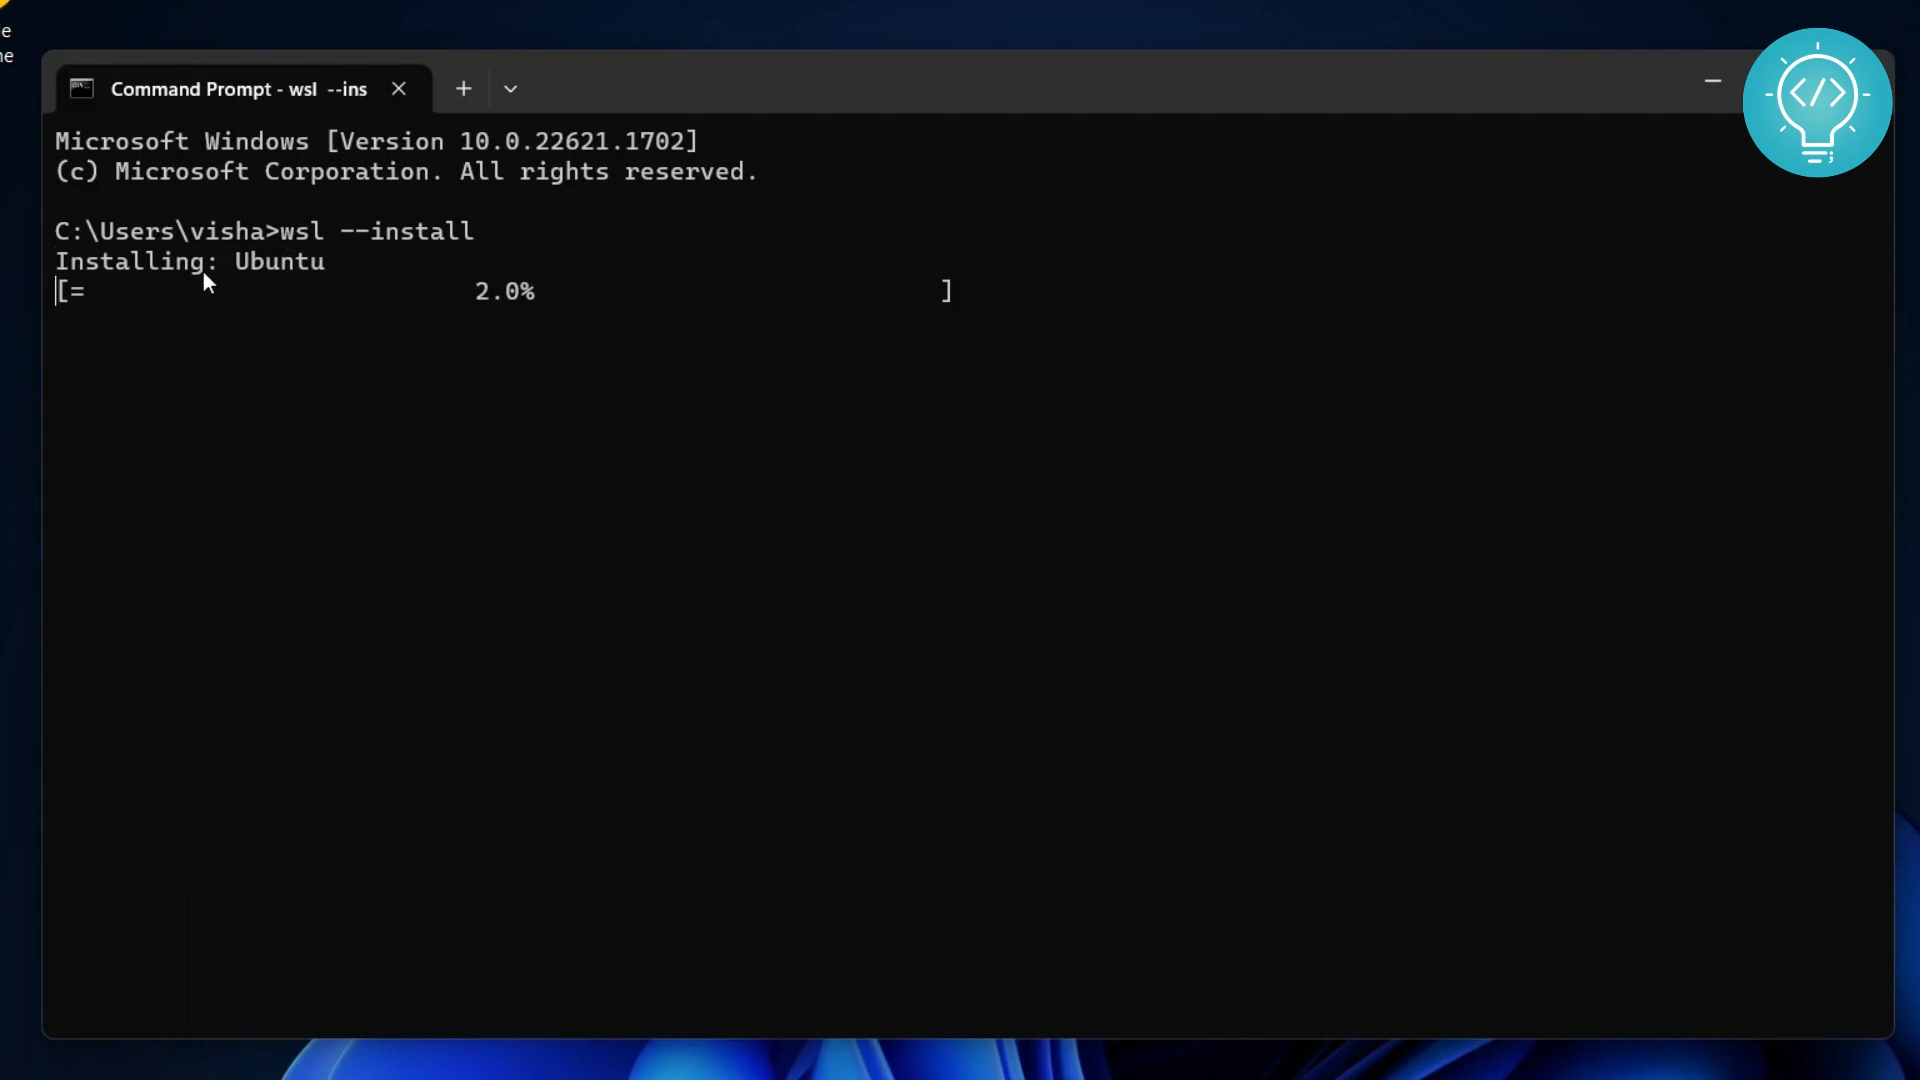 e
ne
Command Prompt - wsl --ins
Microsoft Windows [Version 10.0.22621.1702]
(c) Microsoft Corporation. All rights reserved.
C:\Users\visha>wsl --install
Installing: Ubuntu
[= 2.0% ]